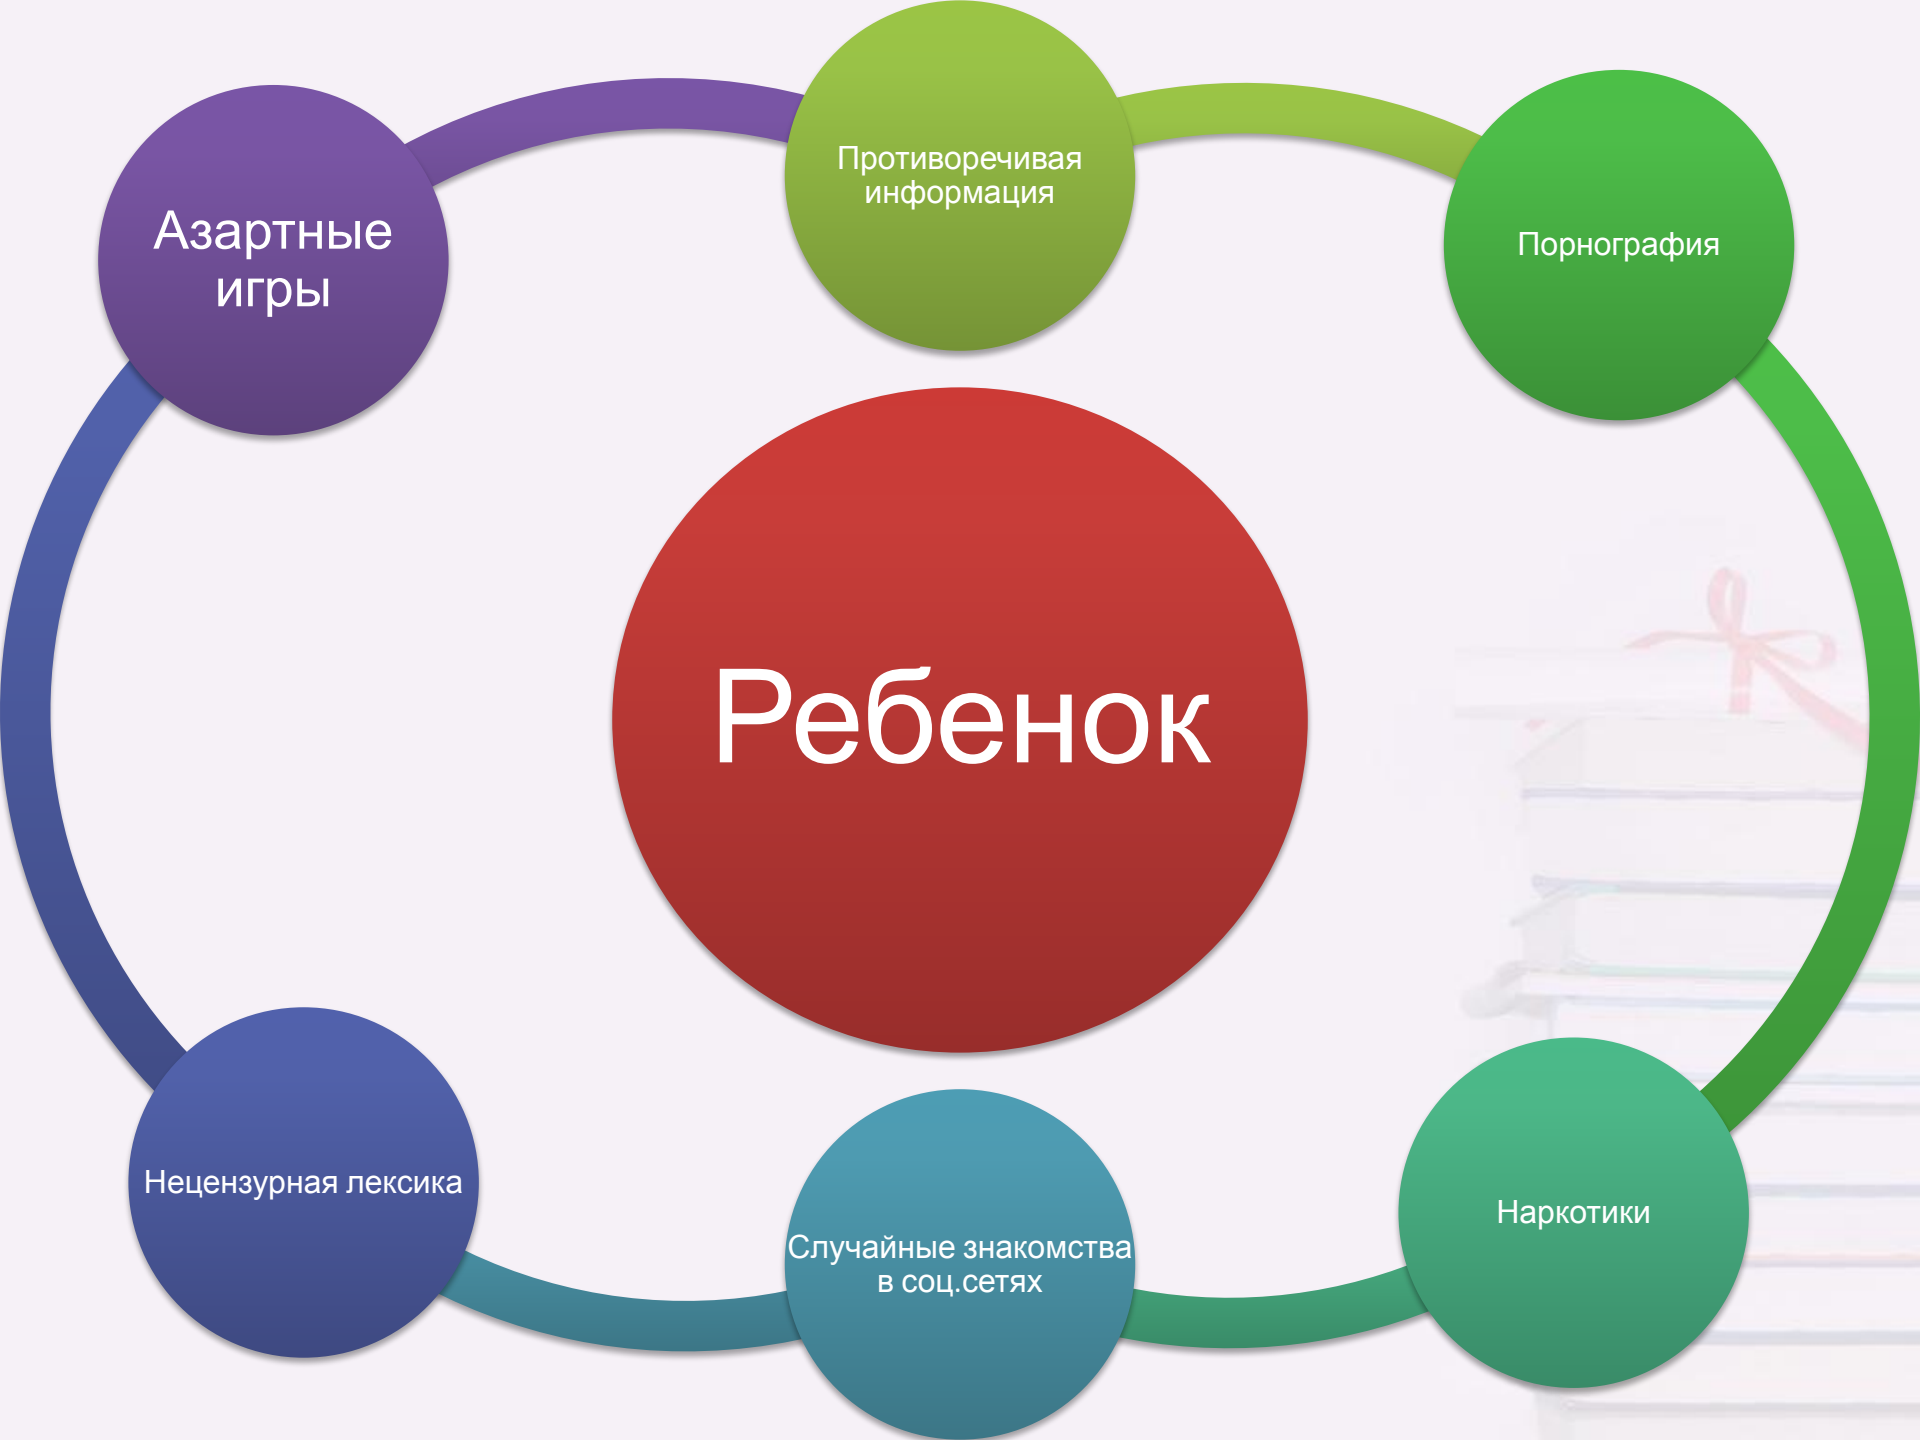 Противоречивая
информация
Порнография
Азартные
игры
Ребенок
Нецензурная лексика
Случайные знакомства
в соц.сетях
Наркотики